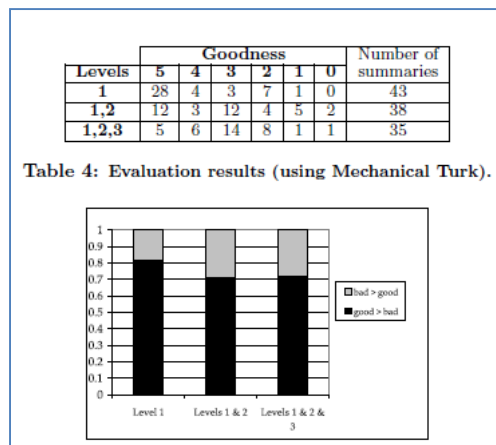 Goodness Number of
Levels 5 4 3 2 1 0 summaries
1 28 4 3 7 1 0 43
1,2 12 3 12 4 5 2 38
1,2,3 5 6 14 8 1 1 35
Table 4: Evaluation results (using Mechanical Turk).
1
0.9
0.8
0.7
0.6
0.5
0.4
0.3
0.2
0.1
0
bad > good
good > bad
Level 1 Levels 1 & 2 Levels 1 & 2 &
3